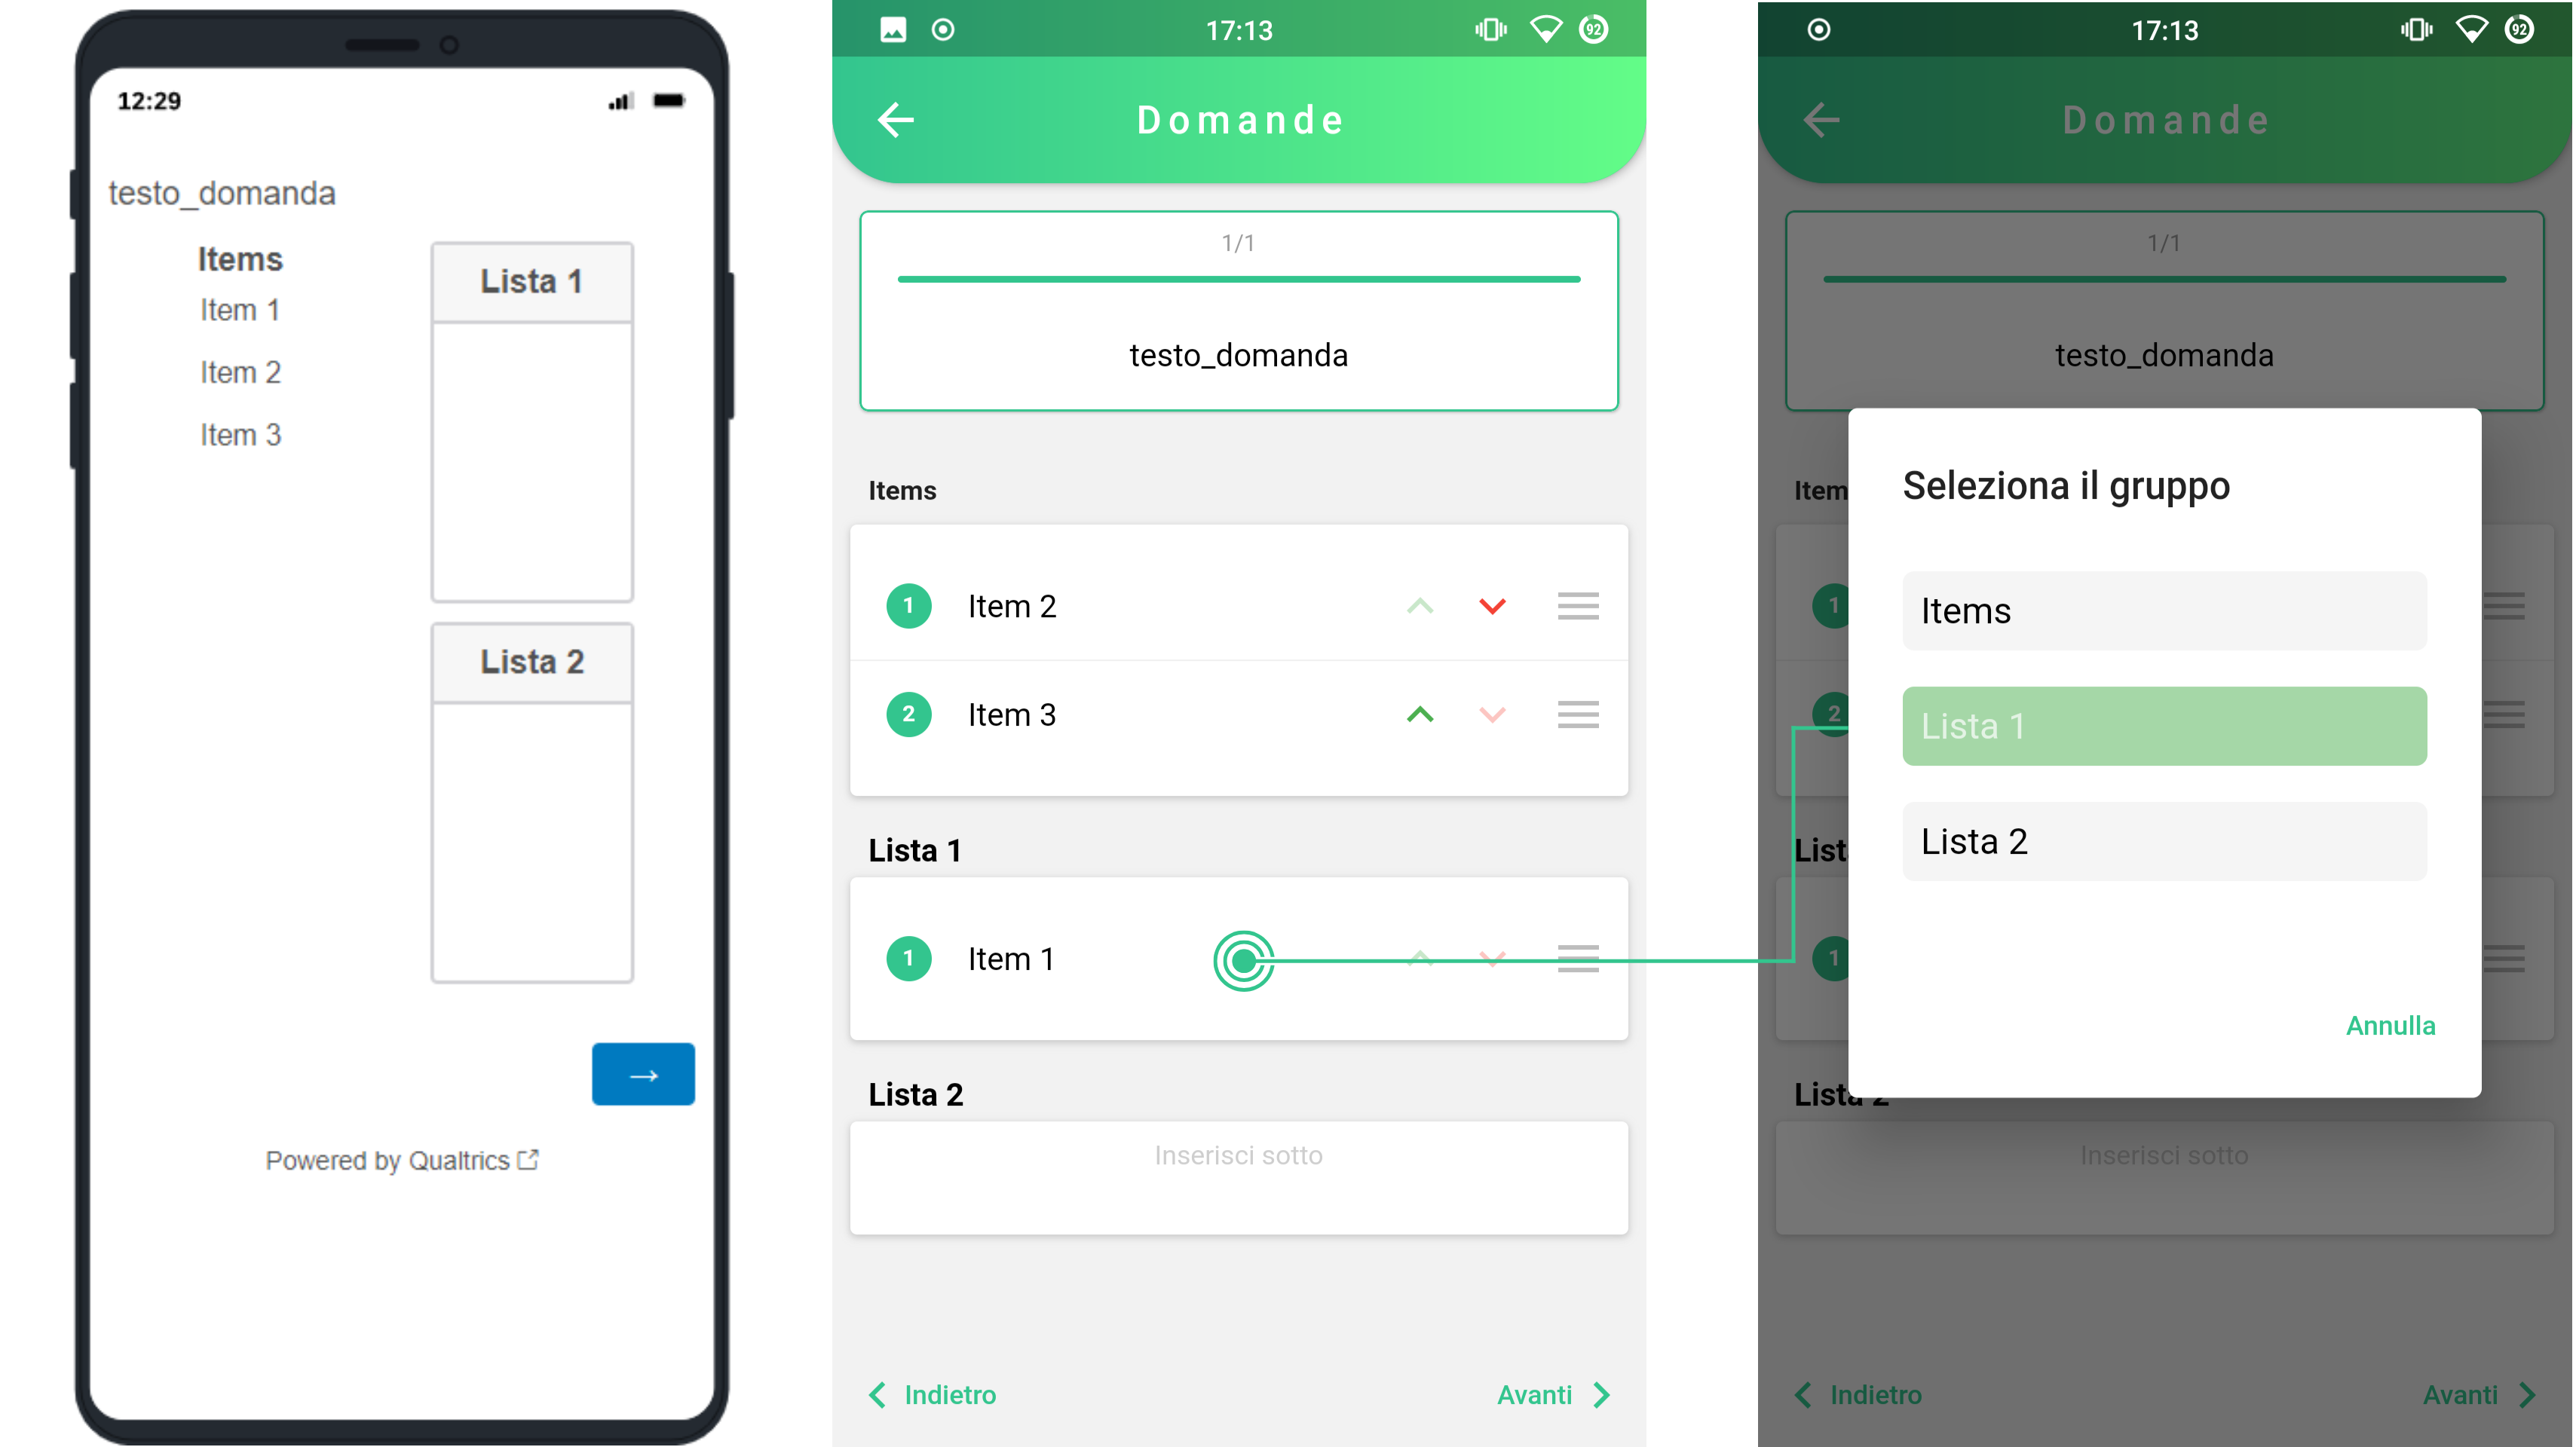 12:29
testo_domanda
Items
Item 1
Item 2
Item 3
Lista 1
Lista 2
→
Powered by Qualtrics
17:13
92
Domande
1/1
testo_domanda
Items
1 Item 2
2 Item 3
Lista 1
1 Item 1
Lista 2
Inserisci sotto
Indietro Avanti
17:13
92
Domande
1/1
testo_domanda
Item
Seleziona il gruppo
1
Items
2
Lista 1
List
Lista 2
1
Annulla
Lista 2
Inserisci sotto
Indietro Avanti